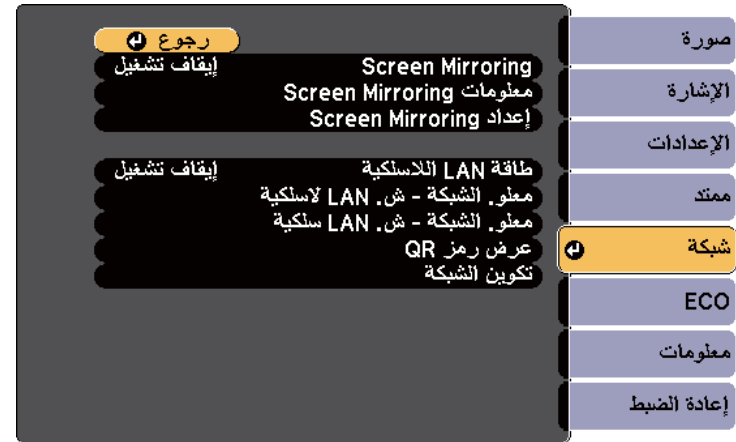 صورة
الإشارة
الإعدادات
ممتد
شبكة
ECO
معلومات
إعادة الضبط
رجوع
Screen Mirroring إيقاف تشغيل
معلومات Screen Mirroring
إعداد Screen Mirroring
طاقة LAN اللاسلكية إيقاف تشغيل
معلو. الشبكة - ش. LAN لاسلكية
معلو. الشبكة - ش. LAN سلكية
عرض رمز QR
تكوين الشبكة